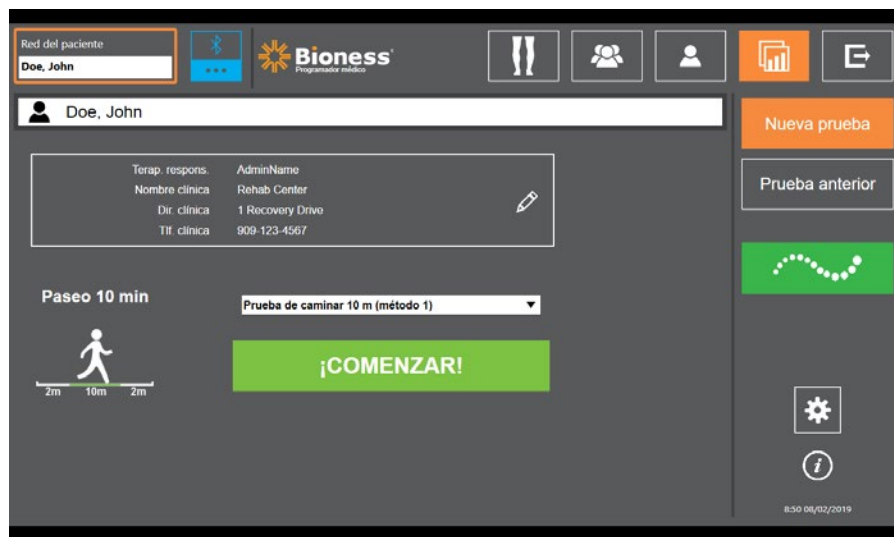 Red del paciente
Doe, John
Bioness
Programador médico
Doe, John
Nueva prueba
Prueba anterior
Terap. respons. AdminName
Nombre clínica Rehab Center
Dir. clínica 1 Recovery Drive
Tlf. clínica 909-123-4567
Paseo 10 min
Prueba de caminar 10 m (método 1)
¡COMENZAR!
2m 10m 2m
i
8:50 08/02/2019